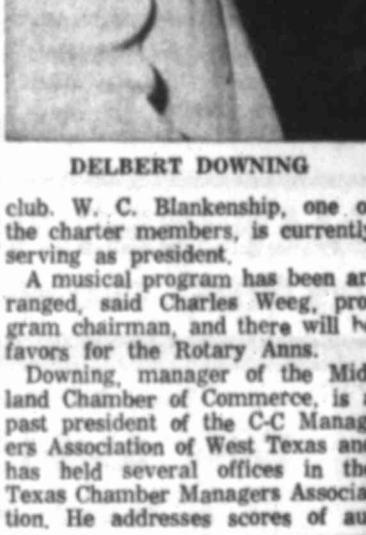 DELBERT DOWNING
club. W. C. Blankenship, one o
the charter members, is currently
serving as president.
A musical program has been ar
ranged, said Charles Weeg, pro
gram chairman, and there will b
favors for the Rotary Anns.
Downing, manager of the Mid
land Chamber of Commerce, is a
past president of the C-C Manag
ers Association of West Texas and
has held several offices in the
Texas Chamber Managers Associa
tion. He addresses scores of au